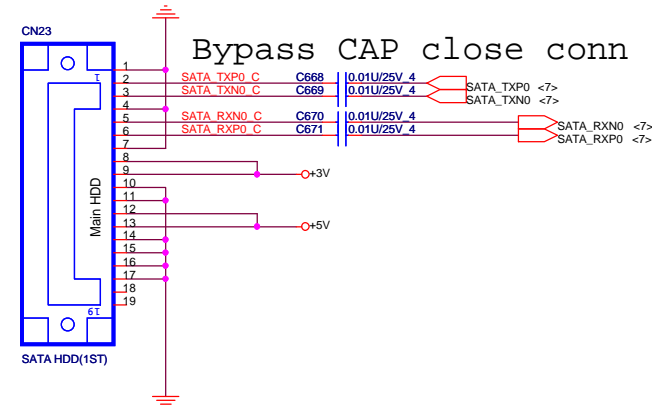 CN23
Bypass CAP close conn
1
1
2 SATA_TXP0_C C668 0.01U/25V_4 SATA_TXP0 <7>
3 SATA_TXN0_C C669 0.01U/25V_4 SATA_TXN0 <7>
4
5 SATA_RXN0_C C670 0.01U/25V_4 SATA_RXN0 <7>
6 SATA_RXP0_C C671 0.01U/25V_4 SATA_RXP0 <7>
7
8
9 +3V
10
11
12
13 +5V
14
15
16
17
18
19
Main HDD
19
SATA HDD(1ST)